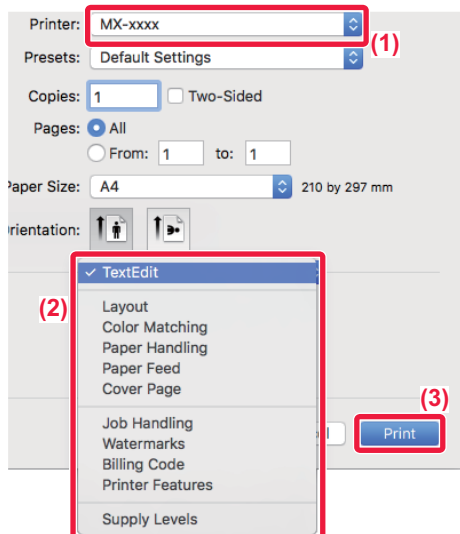 Printer: MX-xxxx
(1)
Presets: Default Settings
Copies: 1 Two-Sided
Pages: All
From: 1 to: 1
Paper Size: A4 210 by 297 mm
rientation:
✓ TextEdit
(2)
Layout
Color Matching
Paper Handling
Paper Feed
Cover Page
(3)
Job Handling
Watermarks
Billing Code
Printer Features
l Print
Supply Levels